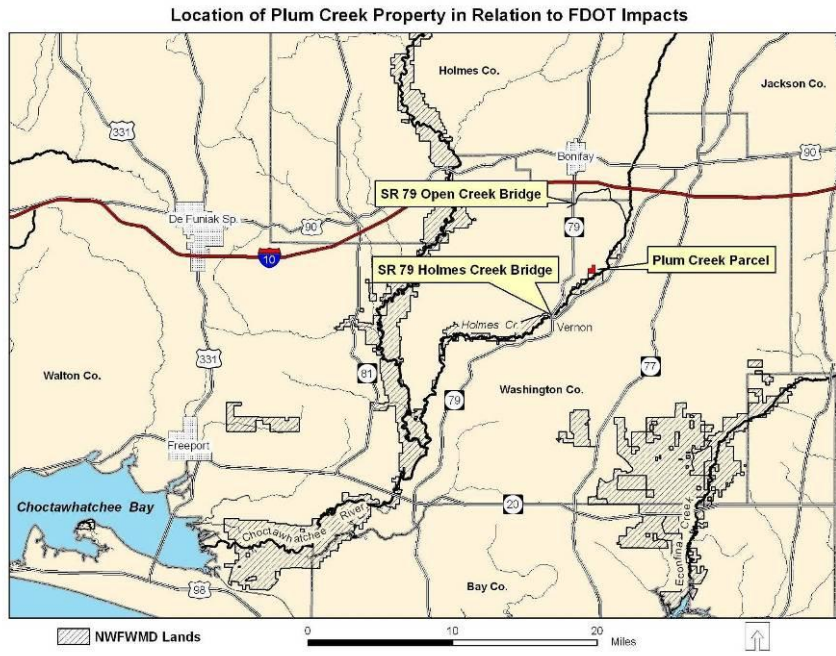 Location of Plum Creek Property in Relation to FDOT Impacts
Holmes Co.
Jackson Co.
331
90
Bonifay
SR 79 Open Creek Bridge
De Funiak Sp.
90
79
10
SR 79 Holmes Creek Bridge
Plum Creek Parcel
Holmes Cr.
Vernon
331
Walton Co.
81
79
77
Washington Co.
Freeport
Choctawhatchee Bay
20
Choctawhatchee River
Econfina Creek
98
Bay Co.
NWFWMD Lands
0
10
20
Miles